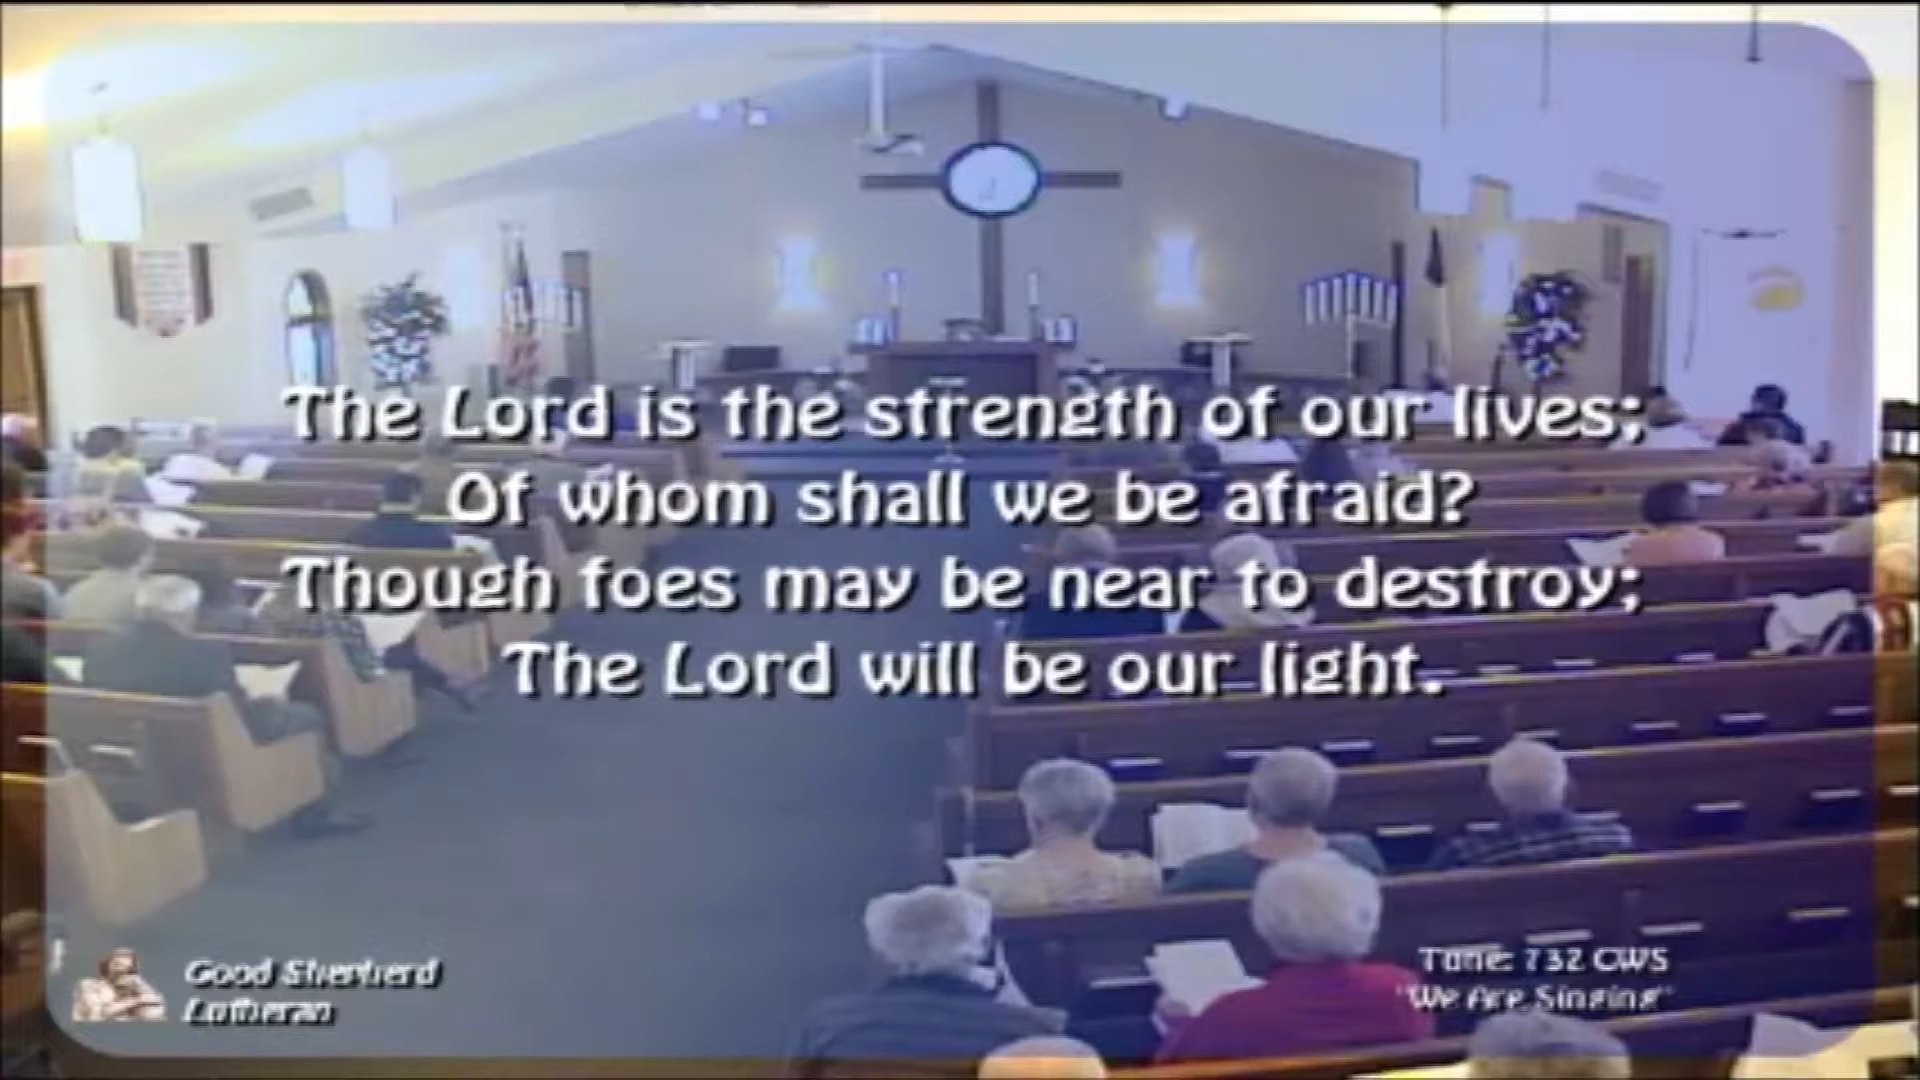 The Lord is the strength of our lives;
Of whom shall we be afraid?
Though foes may be near to destroy;
The Lord will be our light.
Good Shepherd
Lutheran
Tune: 732 CWS
"We Are Singing"